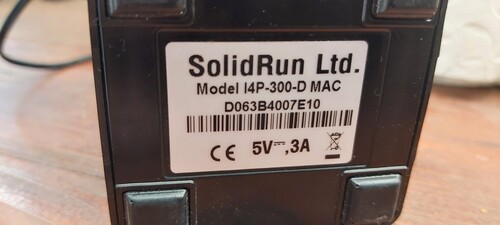 SolidRun Ltd.
Model I4P-300-D MAC
D063B4007E10
CE 5V⎓,3A